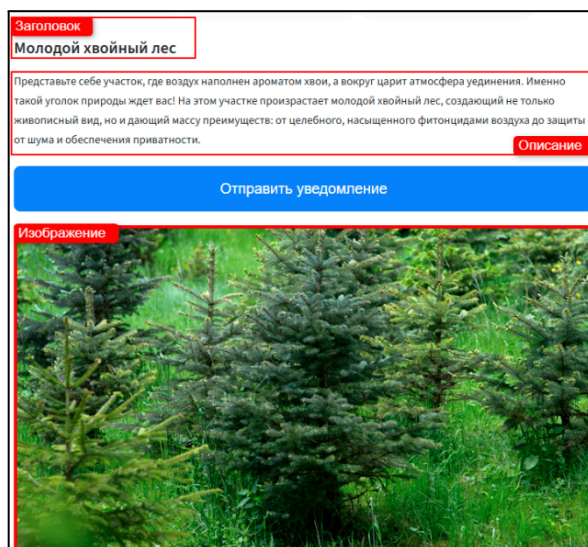 Заголовок
Молодой хвойный лес
Представьте себе участок, где воздух наполнен ароматом хвои, а вокруг царит атмосфера уединения. Именно
такой уголок природы ждет вас! На этом участке произрастает молодой хвойный лес, создающий не только
живописный вид, но и дающий массу преимуществ: от целебного, насыщенного фитонцидами воздуха до защиты
от шума и обеспечения приватности.
Описание
Отправить уведомление
Изображение